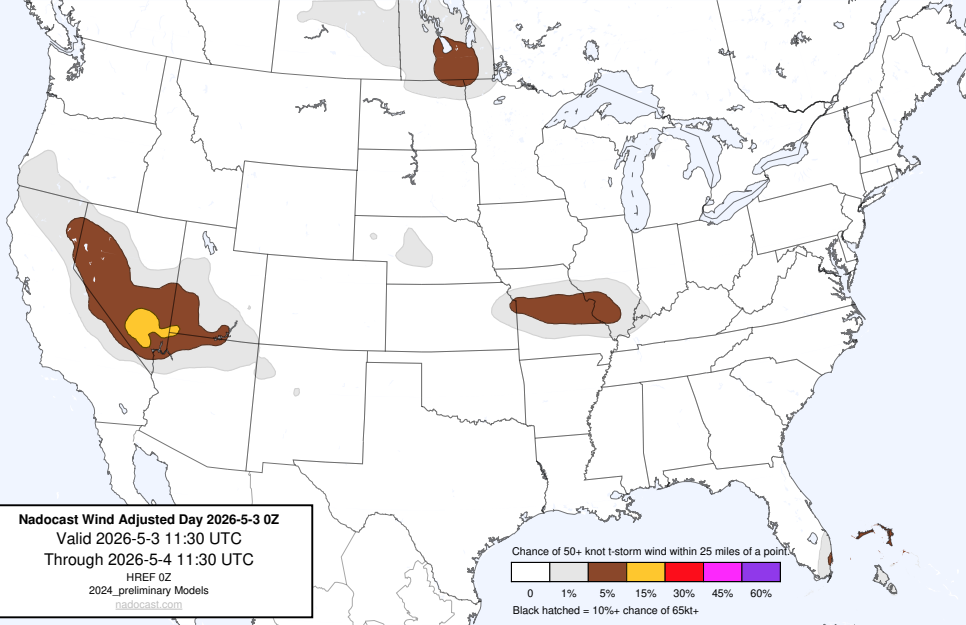 Nadocast Wind Adjusted Day 2026-5-3 0Z
Valid 2026-5-3 11:30 UTC
Through 2026-5-4 11:30 UTC
HREF 0Z
2024_preliminary Models
nadocast.com
Chance of 50+ knot t-storm wind within 25 miles of a point.
0 1% 5% 15% 30% 45% 60%
Black hatched = 10%+ chance of 65kt+